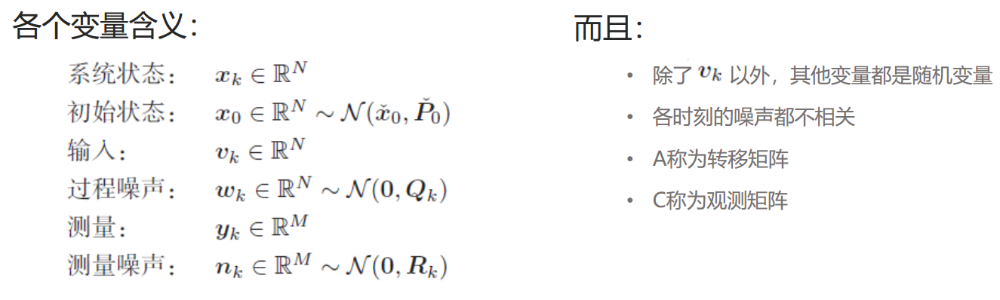 各个变量含义：
系统状态： $\boldsymbol{x}_k \in \mathbb{R}^N$
初始状态： $\boldsymbol{x}_0 \in \mathbb{R}^N \sim \mathcal{N}(\check{\boldsymbol{x}}_0, \check{\boldsymbol{P}}_0)$
输入： $\boldsymbol{v}_k \in \mathbb{R}^N$
过程噪声： $\boldsymbol{w}_k \in \mathbb{R}^N \sim \mathcal{N}(\boldsymbol{0}, \boldsymbol{Q}_k)$
测量： $\boldsymbol{y}_k \in \mathbb{R}^M$
测量噪声： $\boldsymbol{n}_k \in \mathbb{R}^M \sim \mathcal{N}(\boldsymbol{0}, \boldsymbol{R}_k)$
而且：
• 除了 $\boldsymbol{v}_k$ 以外，其他变量都是随机变量
• 各时刻的噪声都不相关
• A称为转移矩阵
• C称为观测矩阵